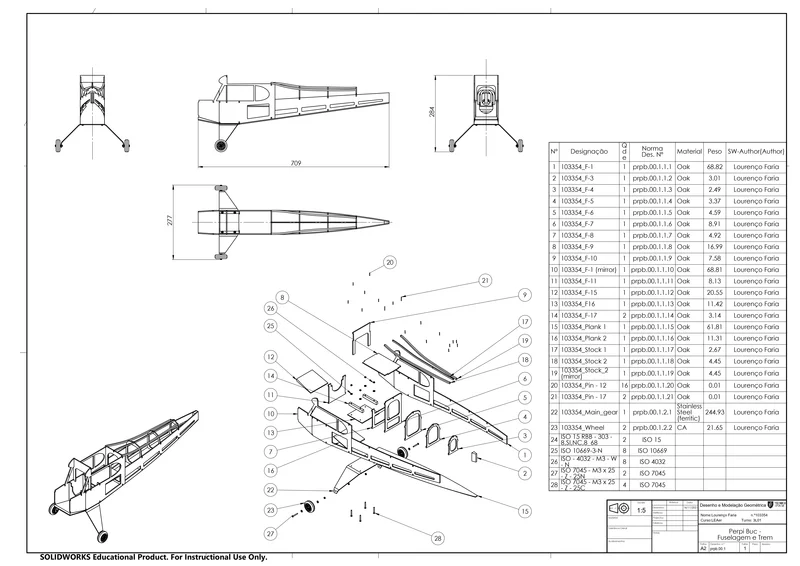 284
709
277
20
21
8
9
26
25
17
19
12
18
14
6
11
5
10
4
13
3
7
1
16
2
22
15
23
27
28
Nº Designação Qde Norma Des. Nº Material Peso SW-Author(Author)
1 103354_F-1 1 prpb.00.1.1.1 Oak 68.82 Lourenço Faria
2 103354_F-3 1 prpb.00.1.1.2 Oak 3.01 Lourenço Faria
3 103354_F-4 1 prpb.00.1.1.3 Oak 2.49 Lourenço Faria
4 103354_F-5 1 prpb.00.1.1.4 Oak 3.37 Lourenço Faria
5 103354_F-6 1 prpb.00.1.1.5 Oak 4.59 Lourenço Faria
6 103354_F-7 1 prpb.00.1.1.6 Oak 8.91 Lourenço Faria
7 103354_F-8 1 prpb.00.1.1.7 Oak 4.92 Lourenço Faria
8 103354_F-9 1 prpb.00.1.1.8 Oak 16.99 Lourenço Faria
9 103354_F-10 1 prpb.00.1.1.9 Oak 7.58 Lourenço Faria
10 103354_F-1 (mirror) 1 prpb.00.1.1.10 Oak 68.81 Lourenço Faria
11 103354_F-11 1 prpb.00.1.1.11 Oak 8.13 Lourenço Faria
12 103354_F-15 1 prpb.00.1.1.12 Oak 20.55 Lourenço Faria
13 103354_F16 1 prpb.00.1.1.13 Oak 11.42 Lourenço Faria
14 103354_F-17 2 prpb.00.1.1.14 Oak 3.14 Lourenço Faria
15 103354_Plank 1 1 prpb.00.1.1.15 Oak 61.81 Lourenço Faria
16 103354_Plank 2 1 prpb.00.1.1.16 Oak 11.31 Lourenço Faria
17 103354_Stock 1 1 prpb.00.1.1.17 Oak 2.67 Lourenço Faria
18 103354_Stock 2 1 prpb.00.1.1.18 Oak 4.45 Lourenço Faria
19 103354_Stock_2 (mirror) 1 prpb.00.1.1.19 Oak 4.45 Lourenço Faria
20 103354_Pin - 12 16 prpb.00.1.1.20 Oak 0.01 Lourenço Faria
21 103354_Pin - 17 2 prpb.00.1.1.21 Oak 0.01 Lourenço Faria
22 103354_Main_gear 1 prpb.00.1.2.1 Stainless Steel (ferritic) 244.93 Lourenço Faria
23 103354_Wheel 2 prpb.00.1.2.2 CA 21.65 Lourenço Faria
24 ISO 15 RBB - 303 - 8,SI,NC,8_68 2 ISO 15
25 ISO 10669-3-N 8 ISO 10669
26 ISO - 4032 - M3 - W - N 8 ISO 4032
27 ISO 7045 - M3 x 25 - Z - 25N 2 ISO 7045
28 ISO 7045 - M3 x 25 - Z - 25C 4 ISO 7045
1:5
Desenho e Modelação Geométrica
Nome:Lourenço Faria n.º103354
Turno: 3L01
Perpi Buc -
Fuselagem e Trem
A2 prpb.00.1 1
SOLIDWORKS Educational Product. For Instructional Use Only.